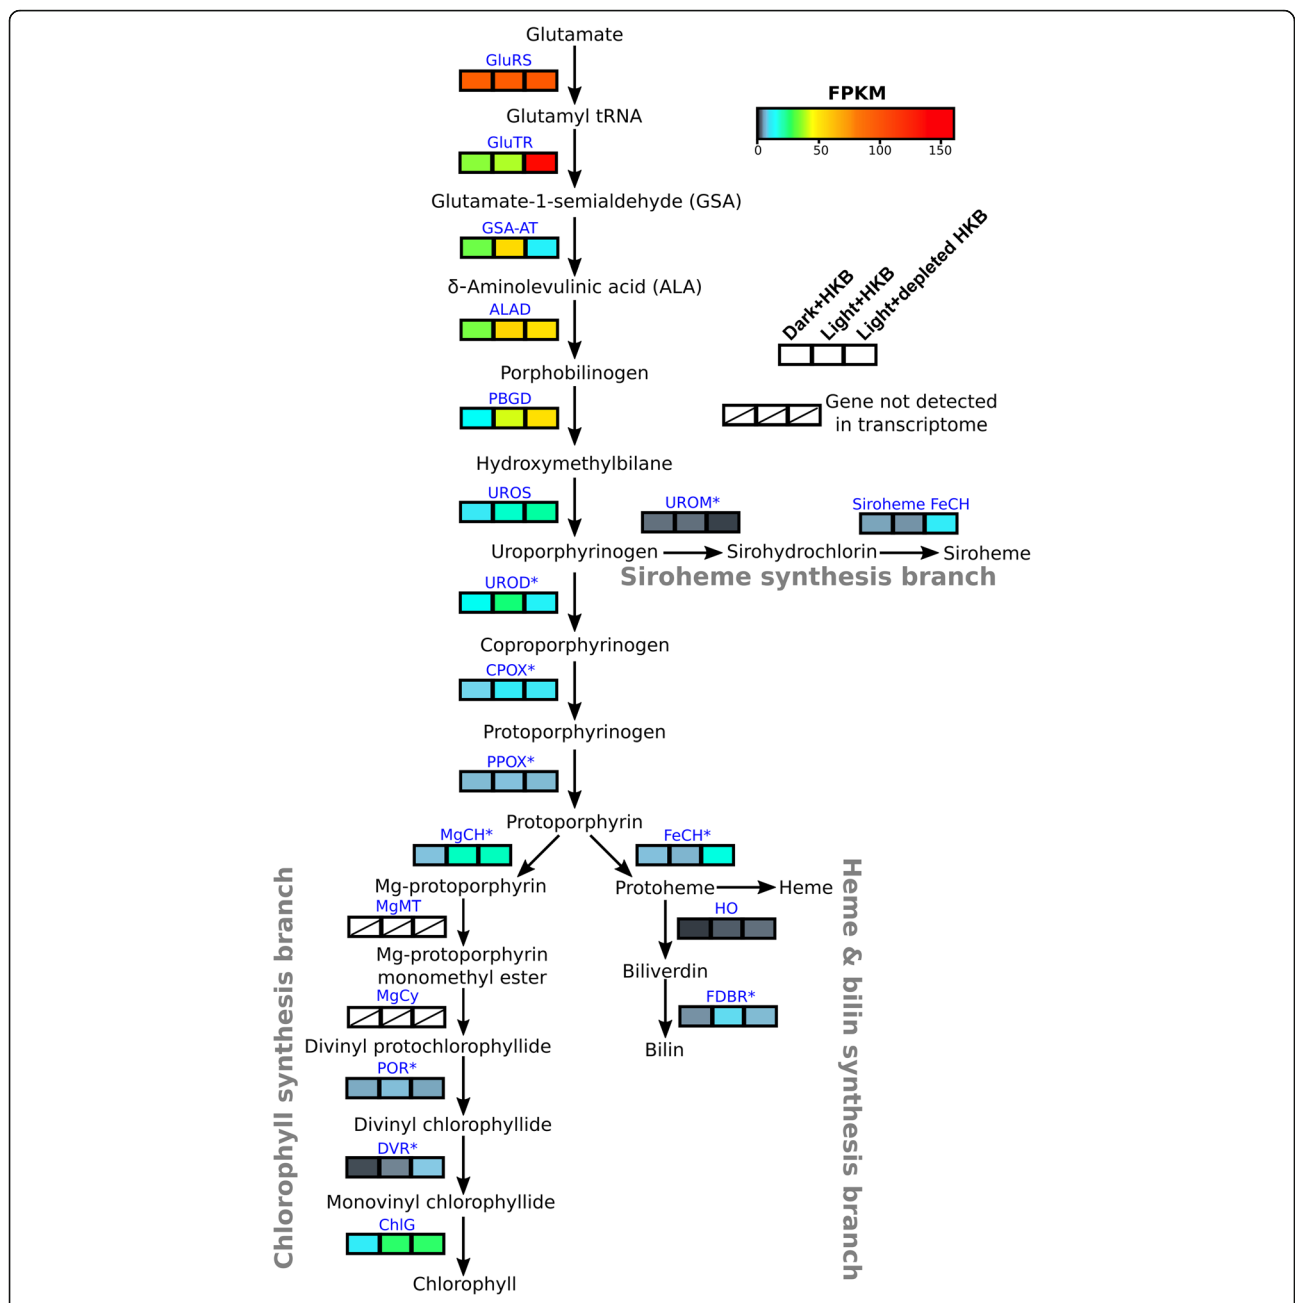 Glutamate
GluRS
FPKM
Glutamyl tRNA
0 50 100 150
GluTR
Glutamate-1-semialdehyde (GSA)
GSA-AT
Dark+HKB
Light+HKB
Light+depleted HKB
δ-Aminolevulinic acid (ALA)
ALAD
Porphobilinogen
PBGD
Gene not detected
in transcriptome
Hydroxymethylbilane
UROS
UROM*
Siroheme FeCH
Uroporphyrinogen
Sirohydrochlorin
Siroheme
Siroheme synthesis branch
UROD*
Coproporphyrinogen
CPOX*
Protoporphyrinogen
PPOX*
Protoporphyrin
MgCH*
FeCH*
Mg-protoporphyrin
Protoheme
Heme
MgMT
HO
Mg-protoporphyrin
monomethyl ester
Biliverdin
MgCy
FDBR*
Divinyl protochlorophyllide
Bilin
POR*
Divinyl chlorophyllide
DVR*
Monovinyl chlorophyllide
ChlG
Chlorophyll
Chlorophyll synthesis branch
Heme & bilin synthesis branch